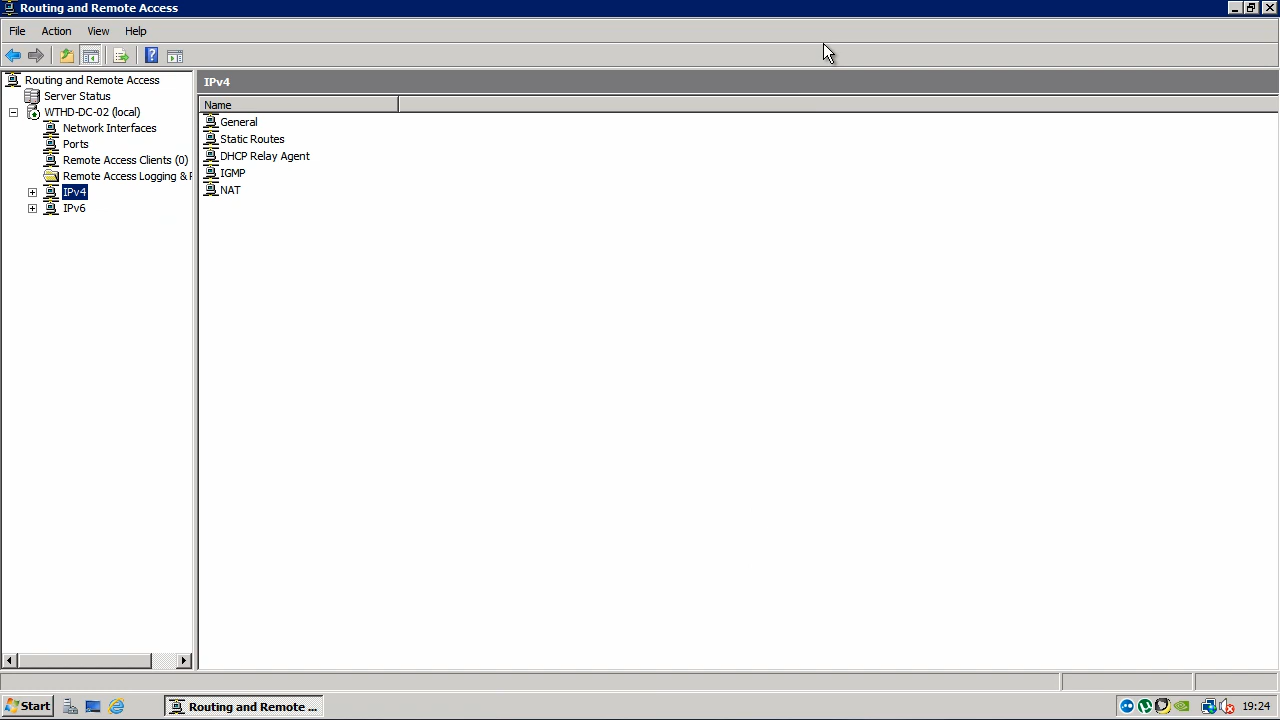 Routing and Remote Access
File Action View Help
Routing and Remote Access
Server Status
WTHD-DC-02 (local)
Network Interfaces
Ports
Remote Access Clients (0)
Remote Access Logging &
IPv4
IPv6
IPv4
Name
General
Static Routes
DHCP Relay Agent
IGMP
NAT
Start
Routing and Remote ...
19:24